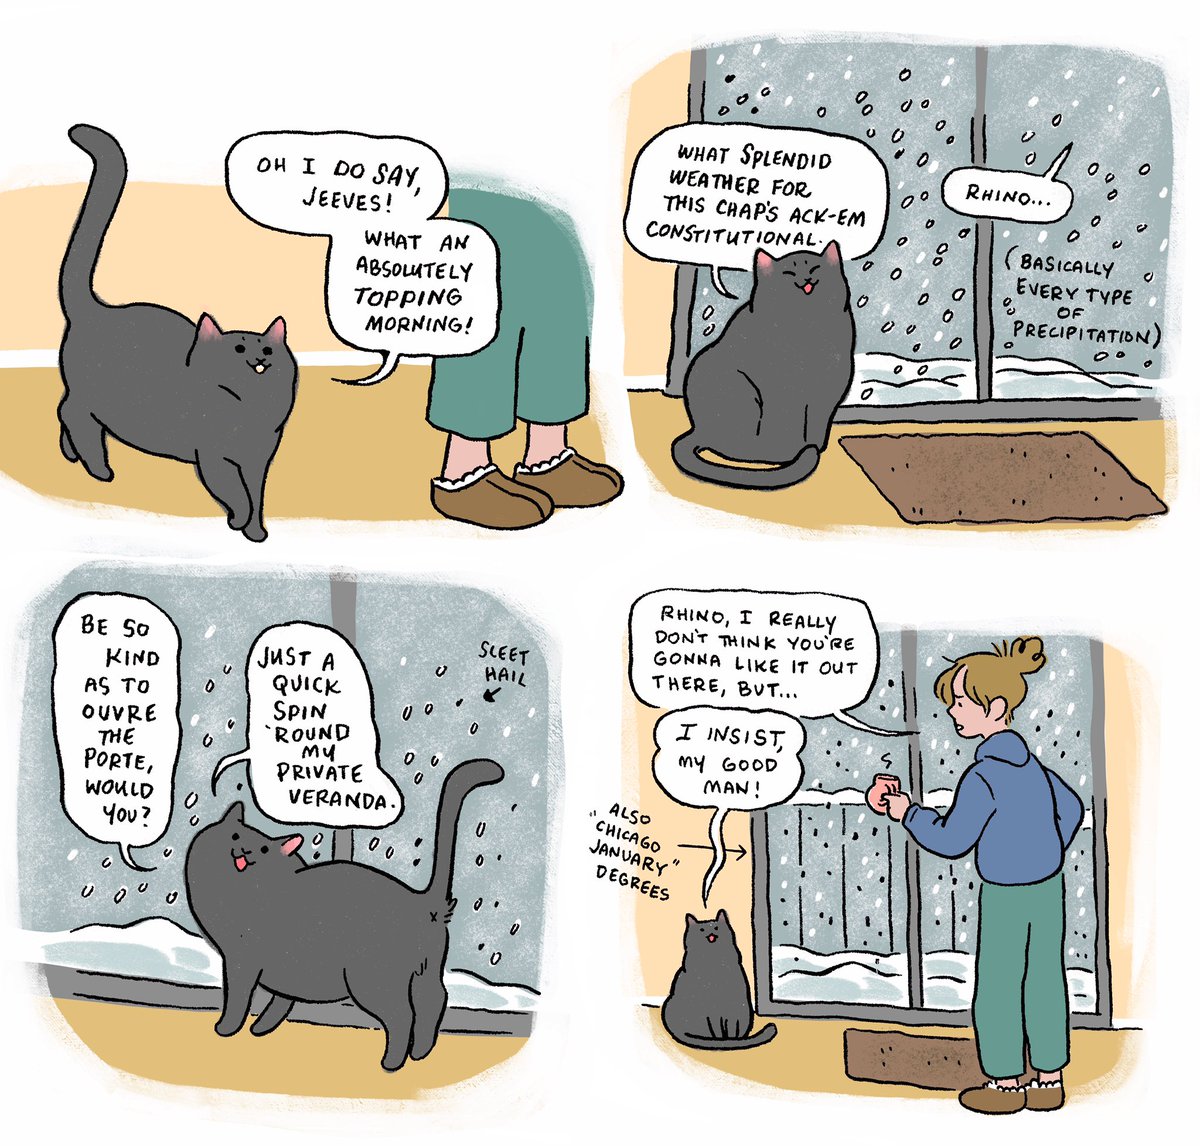 OH I DO SAY,
JEEVES!
WHAT AN
ABSOLUTELY
TOPPING
MORNING!
WHAT SPLENDID
WEATHER FOR
THIS CHAP'S ACK-EM
CONSTITUTIONAL.
RHINO...
(BASICALLY
EVERY TYPE
OF
PRECIPITATION)
BE SO
KIND
AS TO
OUVRE
THE
PORTE,
WOULD
YOU?
JUST A
QUICK
SPIN
'ROUND
MY
PRIVATE
VERANDA.
SLEET
HAIL
RHINO, I REALLY
DON'T THINK YOU'RE
GONNA LIKE IT OUT
THERE, BUT...
I INSIST,
MY GOOD
MAN!
ALSO
"CHICAGO
JANUARY"
DEGREES